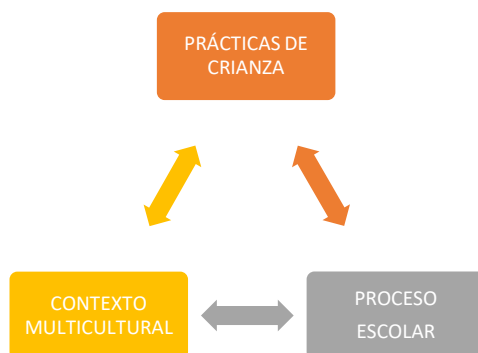 PRÁCTICAS DE
CRIANZA
CONTEXTO
MULTICULTURAL
PROCESO
ESCOLAR